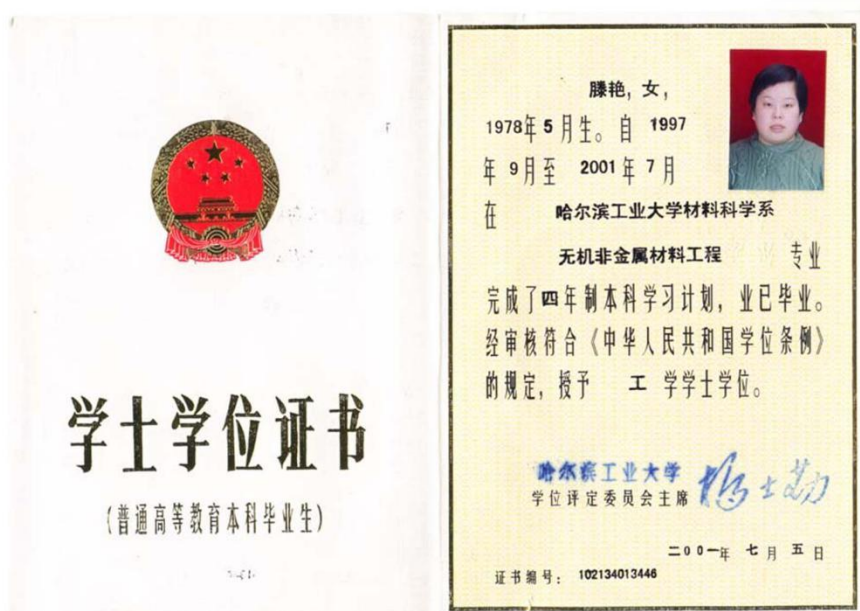 学士学位证书
(普通高等教育本科毕业生)
滕艳，女，
1978年5月生。自 1997
年9月至 2001年7月
在 哈尔滨工业大学材料科学系
无机非金属材料工程 专业
完成了四年制本科学习计划，业已毕业。
经审核符合《中华人民共和国学位条例》
的规定，授予 工 学学士学位。
哈尔滨工业大学
学位评定委员会主席 杨士勤
二00一年 七 月 五 日
证书编号： 102134013446